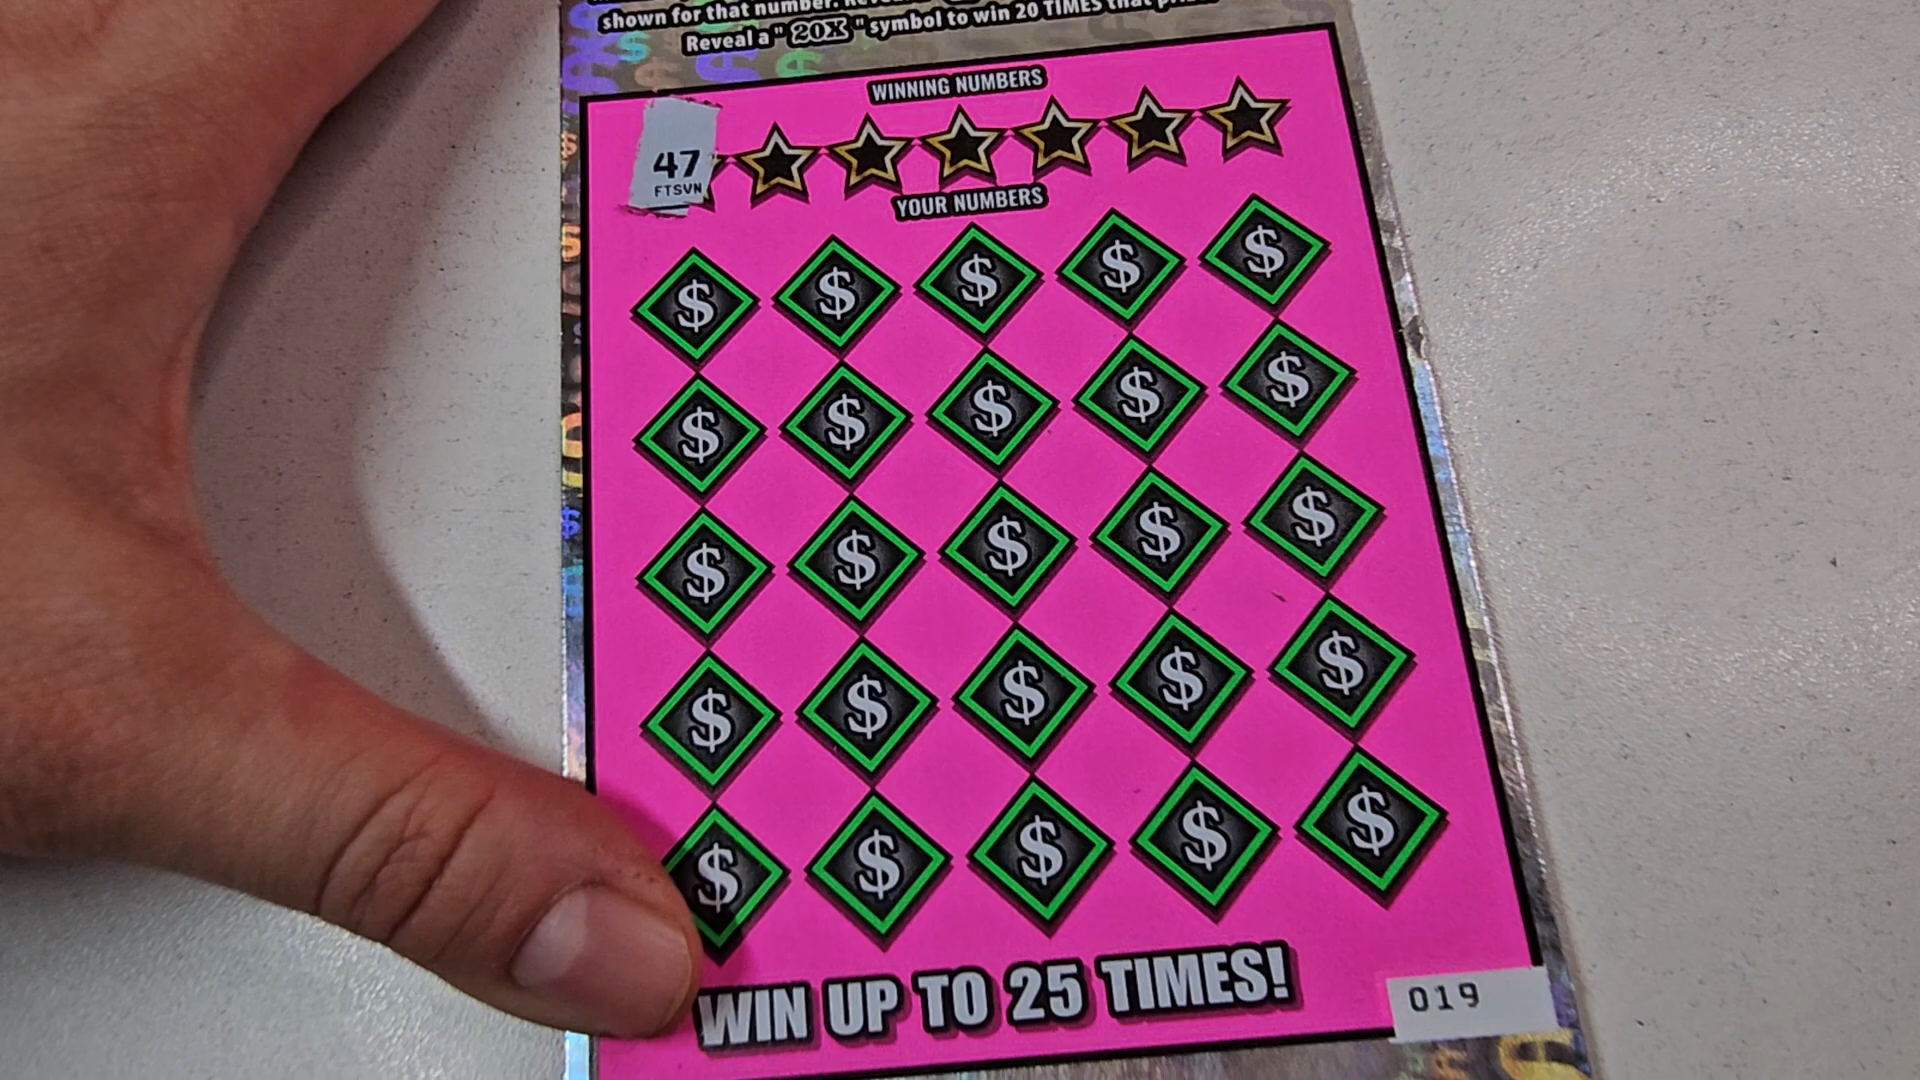 shown for that number.
Reveal a " 20X " symbol to win 20 TIMES that
WINNING NUMBERS
47
FTSVN
YOUR NUMBERS
$ $ $ $ $
$ $ $ $ $
$ $ $ $ $
$ $ $ $ $
$ $ $ $ $
WIN UP TO 25 TIMES!
019